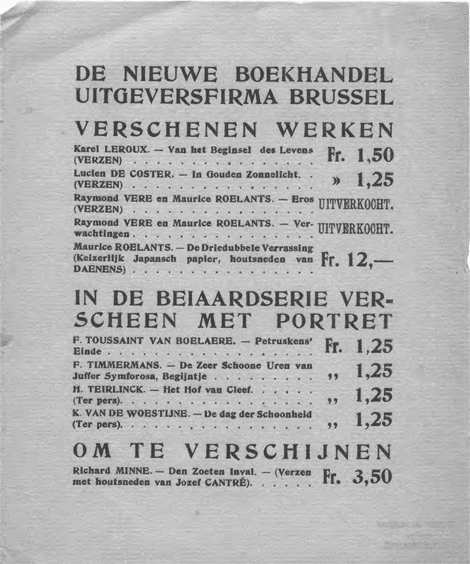 DE NIEUWE BOEKHANDEL
UITGEVERSFIRMA BRUSSEL
VERSCHENEN WERKEN
Karel LEROUX. — Van het Beginsel des Levens
(VERZEN) . . . . . . . . . . . . . Fr. 1,50
Lucien DE COSTER. — In Gouden Zonnelicht. .
(VERZEN) . . . . . . . . . . . . . » 1,25
Raymond VERE en Maurice ROELANTS. — Eros
(VERZEN) . . . . . . . . . . . . . UITVERKOCHT.
Raymond VERE en Maurice ROELANTS. — Ver-
wachtingen . . . . . . . . . . . . . UITVERKOCHT.
Maurice ROELANTS. — De Driedubbele Verrassing
(Keizerlijk Japansch papier, houtsneden van
DAENENS) . . . . . . . . . . . . . Fr. 12,—
IN DE BEIAARDSERIE VER-
SCHEEN MET PORTRET
F. TOUSSAINT VAN BOELAERE. — Petruskens'
Einde . . . . . . . . . . . . . Fr. 1,25
F. TIMMERMANS. — De Zeer Schoone Uren van
Juffer Symforosa, Begijntje . . . . . . . ,, 1,25
H. TEIRLINCK. — Het Hof van Cleef. . . . .
(Ter pers). . . . . . . . . . . . . ,, 1,25
K. VAN DE WOESTIJNE. — De dag der Schoonheid
(Ter pers). . . . . . . . . . . . . ,, 1,25
OM TE VERSCHIJNEN
Richard MINNE. — Den Zoeten Inval. — (Verzen
met houtsneden van Jozef CANTRÉ). . . . . . Fr. 3,50